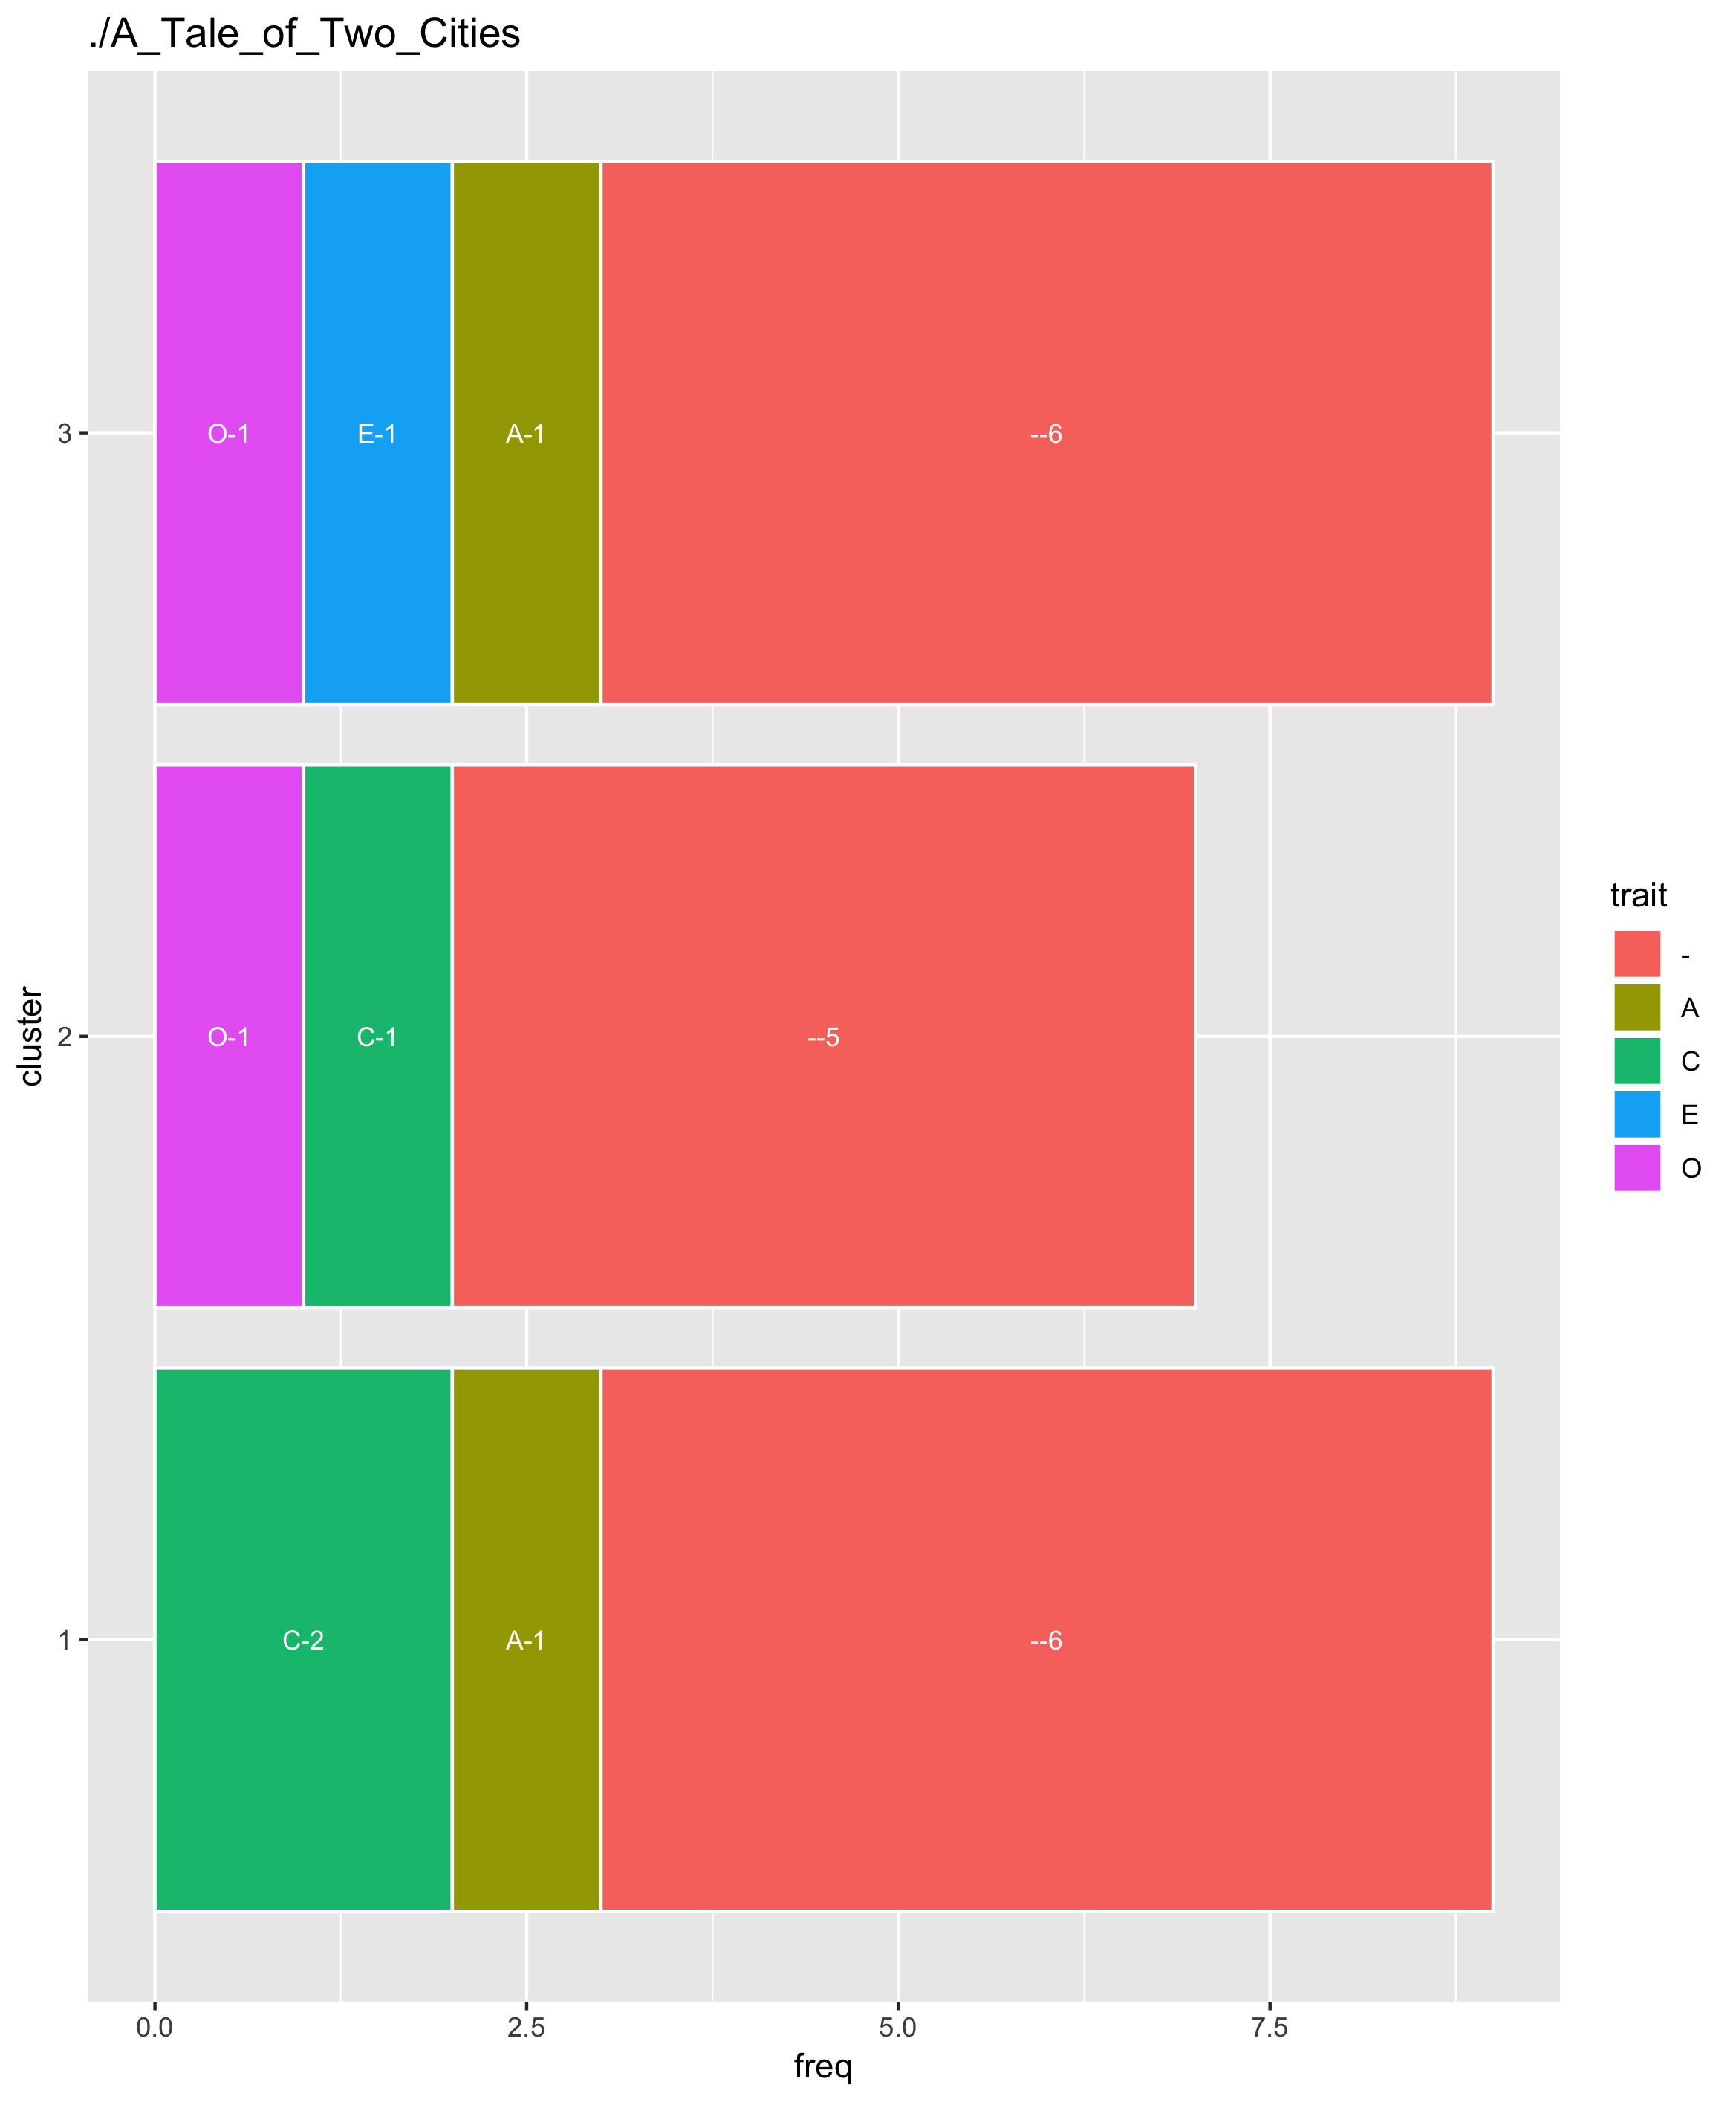 ./A_Tale_of_Two_Cities
3
O-1 E-1 A-1 --6
2
O-1 C-1 --5
1
C-2 A-1 --6
cluster
0.0 2.5 5.0 7.5
freq
trait
-
A
C
E
O